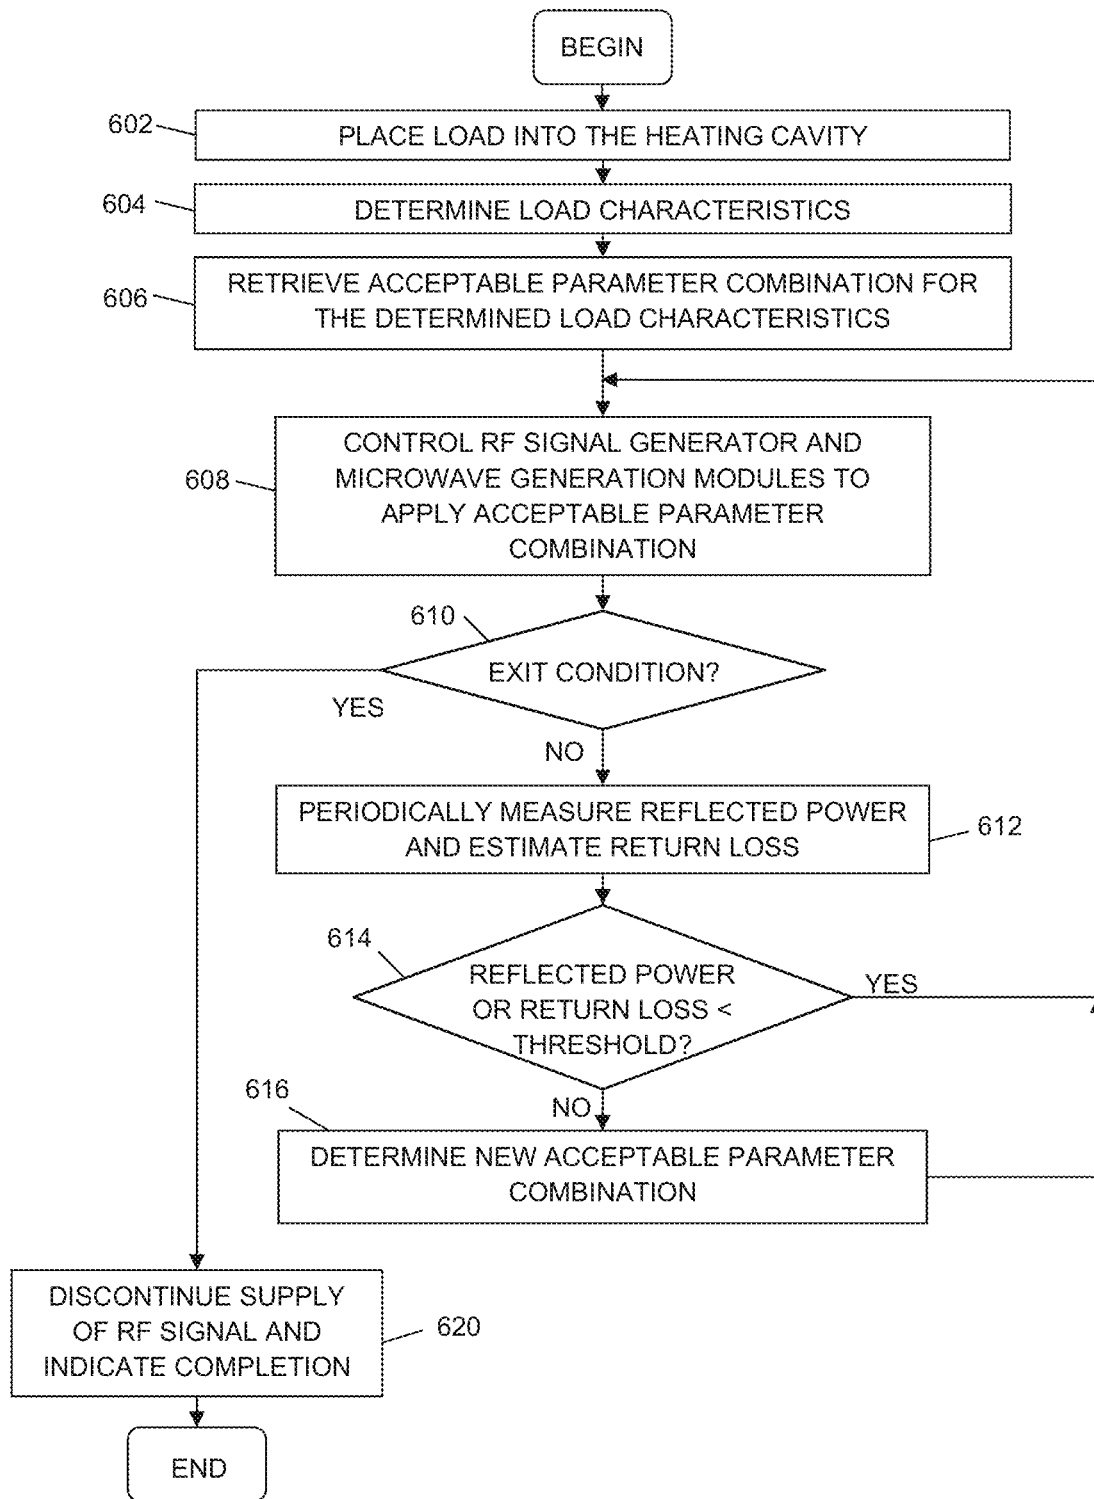 BEGIN
602
PLACE LOAD INTO THE HEATING CAVITY
604
DETERMINE LOAD CHARACTERISTICS
606
RETRIEVE ACCEPTABLE PARAMETER COMBINATION FOR
THE DETERMINED LOAD CHARACTERISTICS
608
CONTROL RF SIGNAL GENERATOR AND
MICROWAVE GENERATION MODULES TO
APPLY ACCEPTABLE PARAMETER
COMBINATION
610
EXIT CONDITION?
YES
NO
PERIODICALLY MEASURE REFLECTED POWER
AND ESTIMATE RETURN LOSS
612
614
REFLECTED POWER
OR RETURN LOSS <
THRESHOLD?
YES
NO
616
DETERMINE NEW ACCEPTABLE PARAMETER
COMBINATION
DISCONTINUE SUPPLY
OF RF SIGNAL AND
INDICATE COMPLETION
620
END